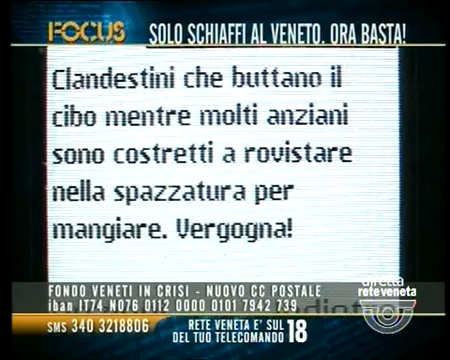 FOCUS
SOLO SCHIAFFI AL VENETO. ORA BASTA!
Clandestini che buttano il
cibo mentre molti anziani
sono costretti a rovistare
nella spazzatura per
mangiare. Vergogna!
diretta
reteveneta
FONDO VENETI IN CRISI - NUOVO CC POSTALE
iban IT74 N076 0112 0000 0101 7942 739
SMS 340 3218806
RETE VENETA E' SUL
DEL TUO TELECOMANDO 18